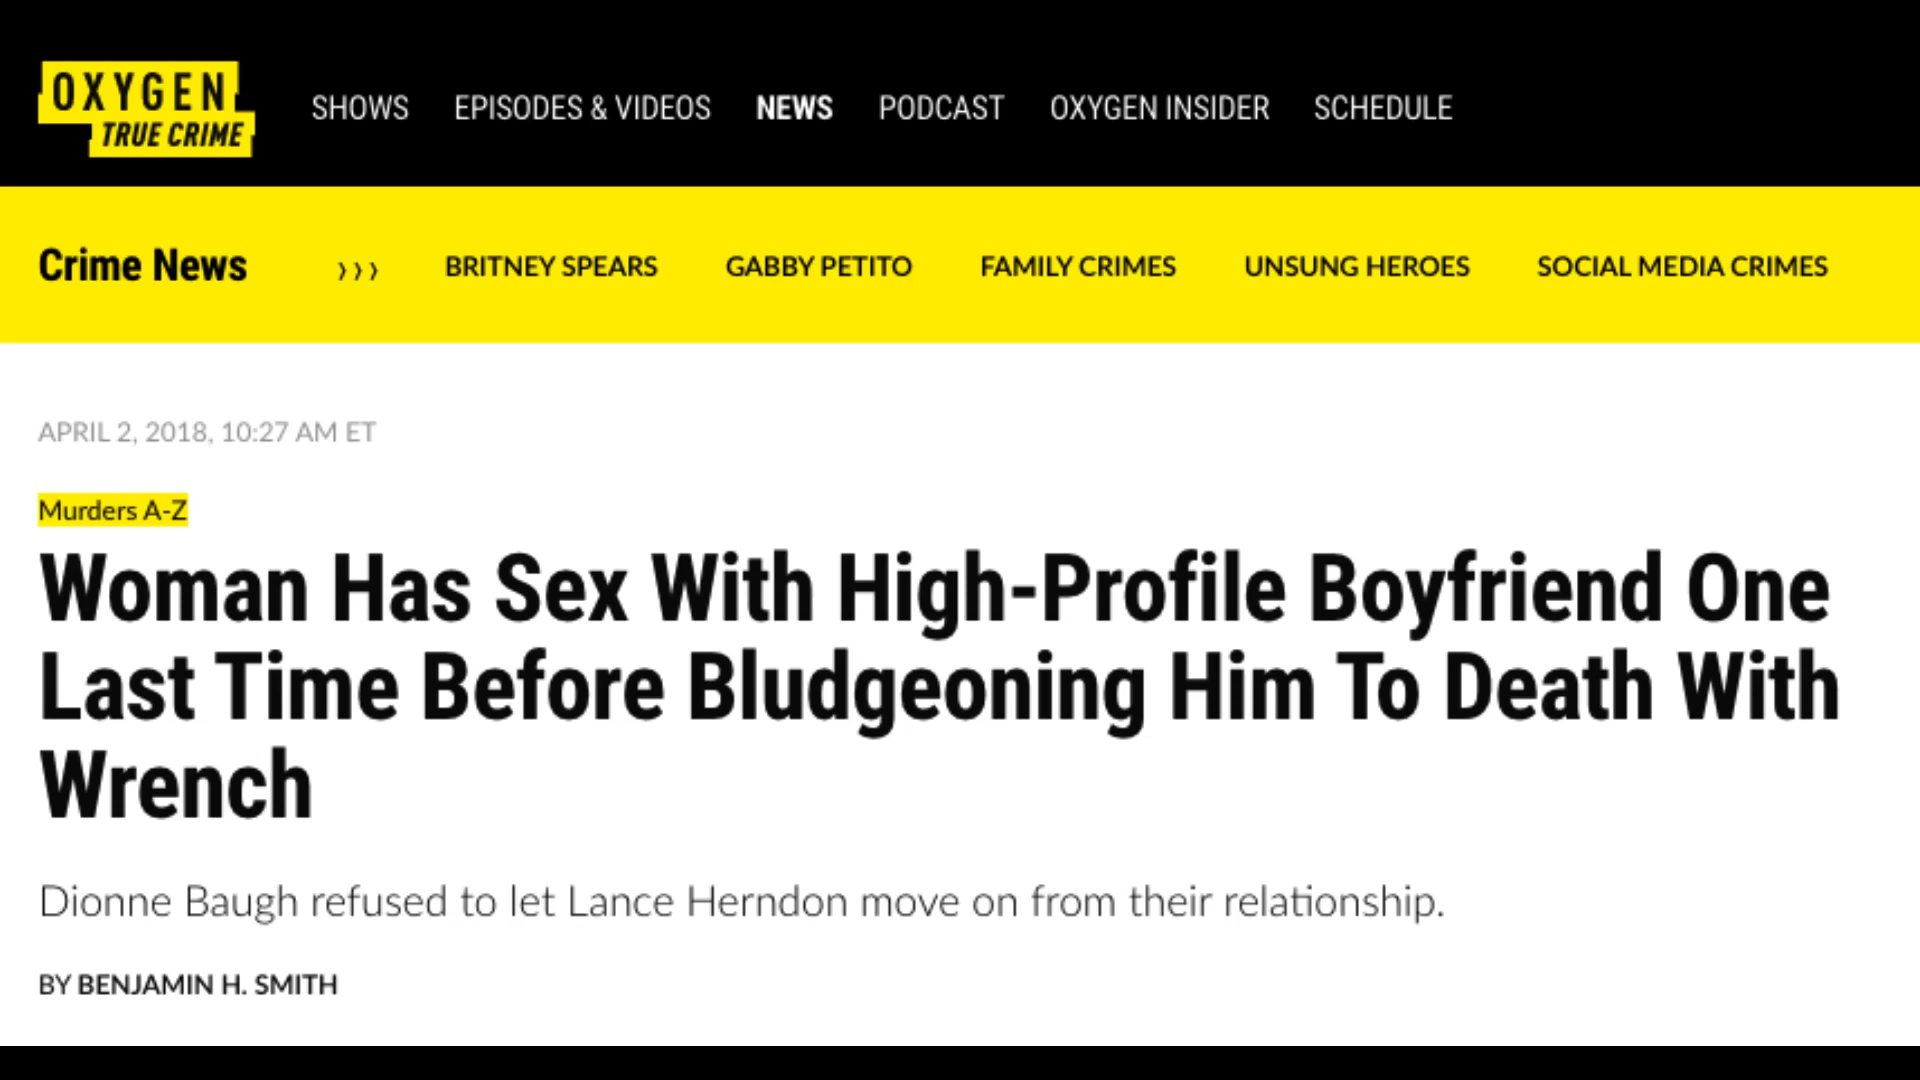 OXYGEN
TRUE CRIME
SHOWS EPISODES & VIDEOS NEWS PODCAST OXYGEN INSIDER SCHEDULE
Crime News ››› BRITNEY SPEARS GABBY PETITO FAMILY CRIMES UNSUNG HEROES SOCIAL MEDIA CRIMES
APRIL 2, 2018, 10:27 AM ET
Murders A-Z
Woman Has Sex With High-Profile Boyfriend One
Last Time Before Bludgeoning Him To Death With
Wrench
Dionne Baugh refused to let Lance Herndon move on from their relationship.
BY BENJAMIN H. SMITH